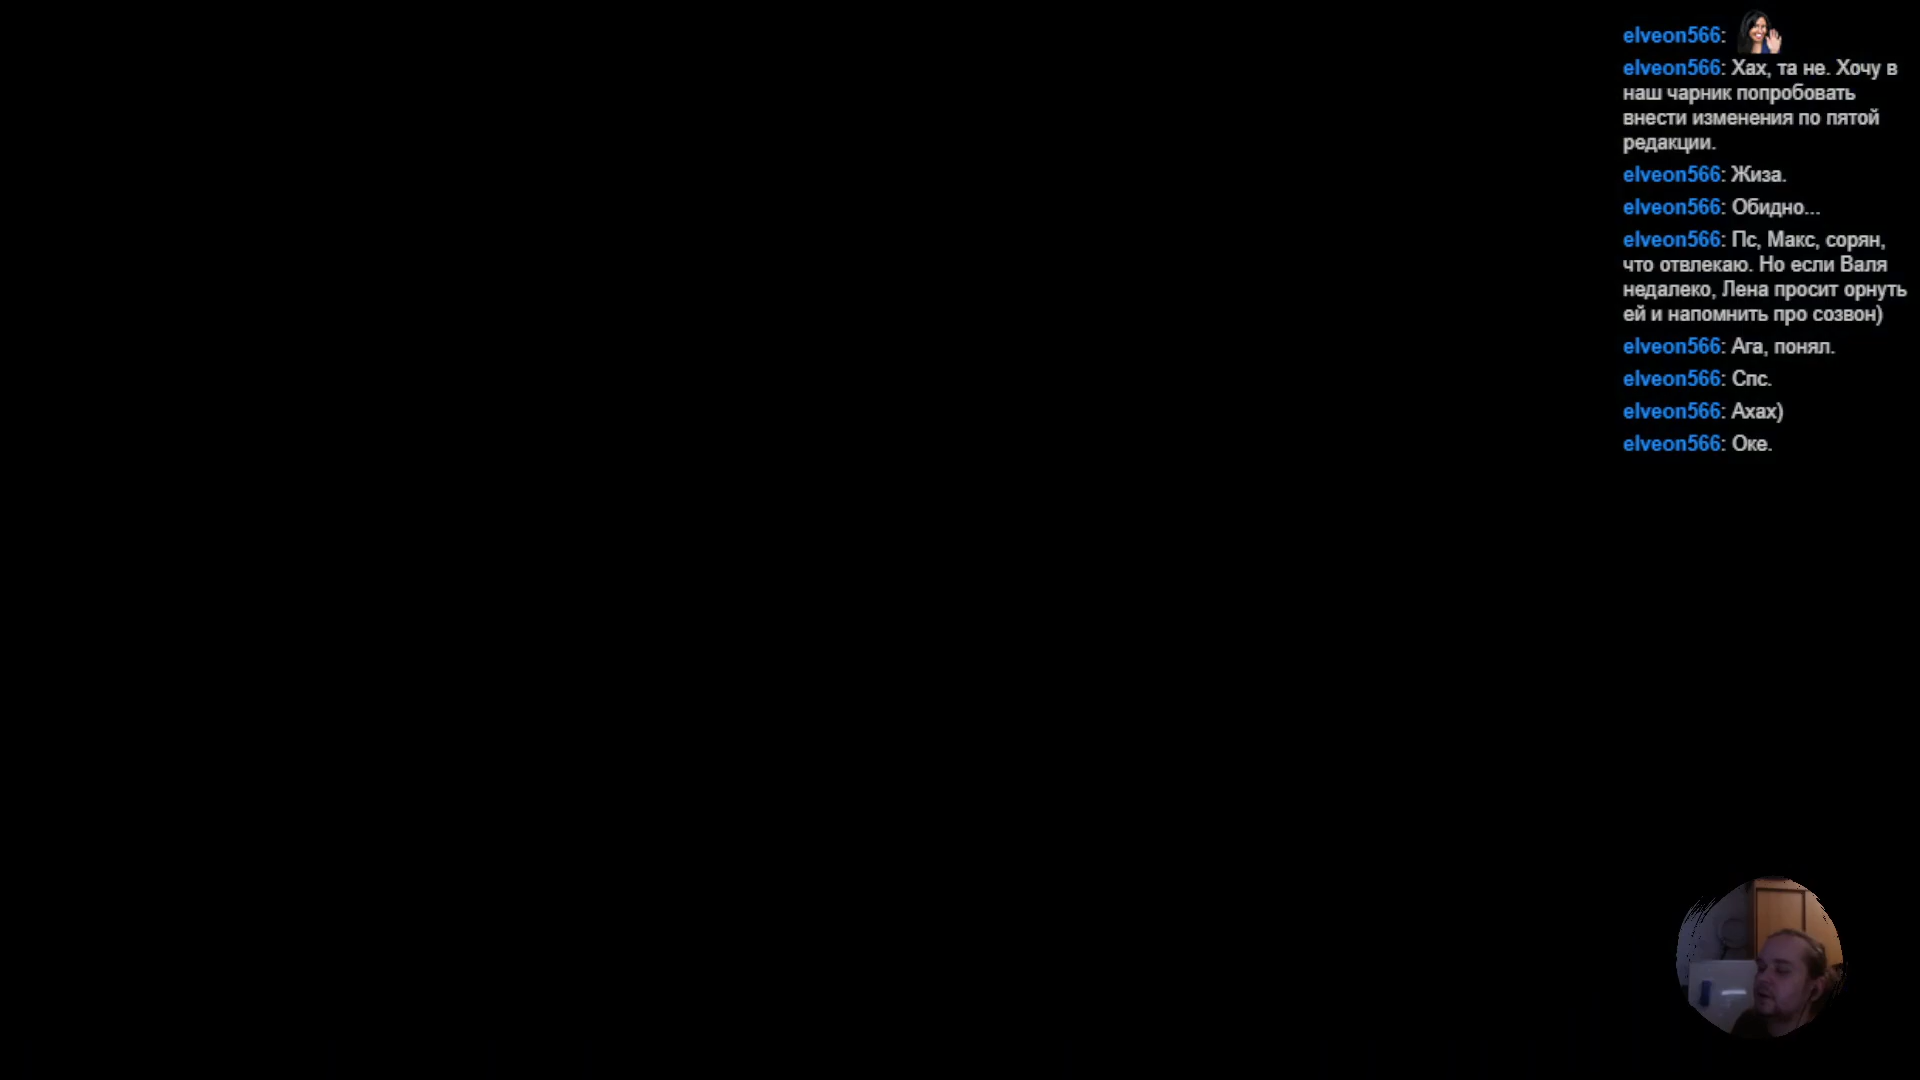 elveon566:
elveon566: Хах, та не. Хочу в
наш чарник попробовать
внести изменения по пятой
редакции.
elveon566: Жиза.
elveon566: Обидно...
elveon566: Пс, Макс, сорян,
что отвлекаю. Но если Валя
недалеко, Лена просит орнуть
ей и напомнить про созвон)
elveon566: Ага, понял.
elveon566: Спс.
elveon566: Ахах)
elveon566: Оке.